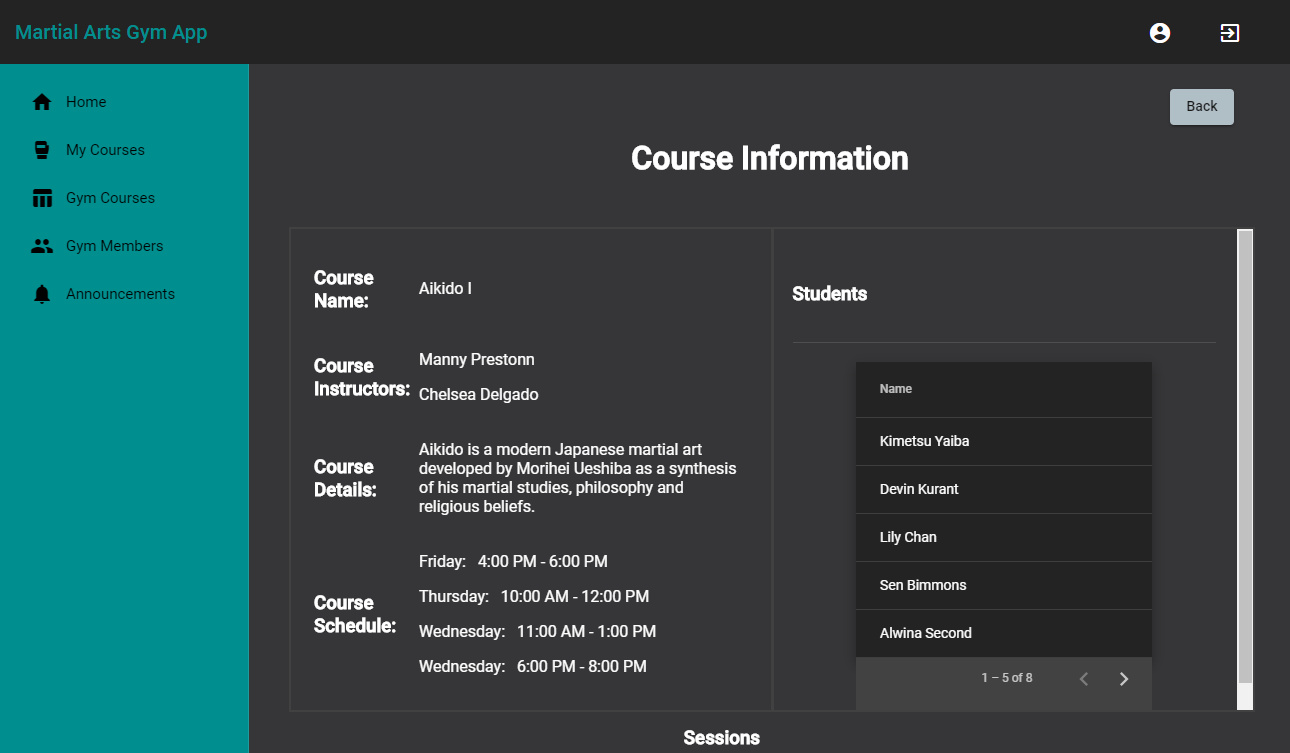 Martial Arts Gym App
Home
My Courses
Gym Courses
Gym Members
Announcements
Back
Course Information
Course
Name:
Aikido I
Course
Instructors:
Manny Prestonn
Chelsea Delgado
Course
Details:
Aikido is a modern Japanese martial art
developed by Morihei Ueshiba as a synthesis
of his martial studies, philosophy and
religious beliefs.
Course
Schedule:
Friday: 4:00 PM - 6:00 PM
Thursday: 10:00 AM - 12:00 PM
Wednesday: 11:00 AM - 1:00 PM
Wednesday: 6:00 PM - 8:00 PM
Students
Name
Kimetsu Yaiba
Devin Kurant
Lily Chan
Sen Bimmons
Alwina Second
1 – 5 of 8
Sessions